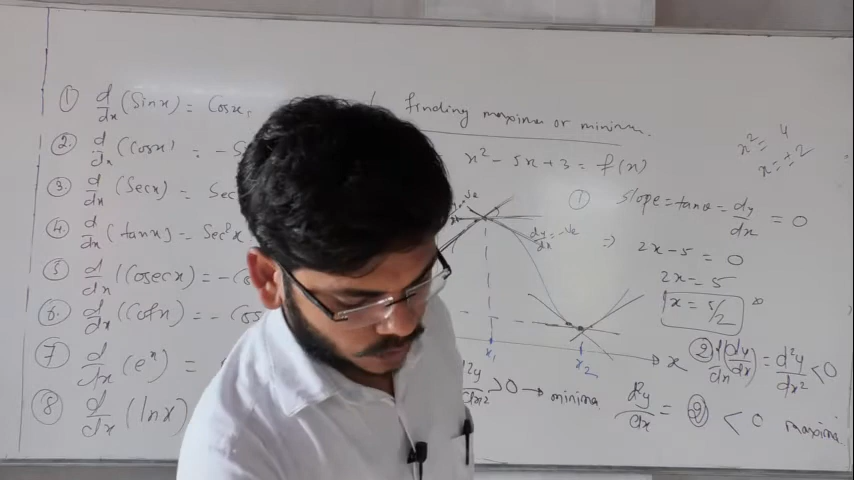 ① d/dx (Sinx) = Cosx,
2. d/dx (Cosx) = -S
③ d/dx (Secx) = Sec
④ d/dx (tanx) = Sec²x
⑤ d/dx (Cosecx) = -Co
⑥ d/dx (Cotx) = -Cos
⑦ d/dx (eˣ) =
⑧ d/dx (lnx)
finding maxima or minima.
x² - 5x + 3 = f(x)
x² = 4
x = ±2
① Slope = tanθ = dy/dx = 0
⇒ 2x - 5 = 0
2x = 5
x = 5/2
-ve
dy/dx = -ve
x₁
x₂
x
② d/dx (dy/dx) = d²y/dx² < 0
d²y/dx² > 0 → minima
d²y/dx = ② < 0 maxima